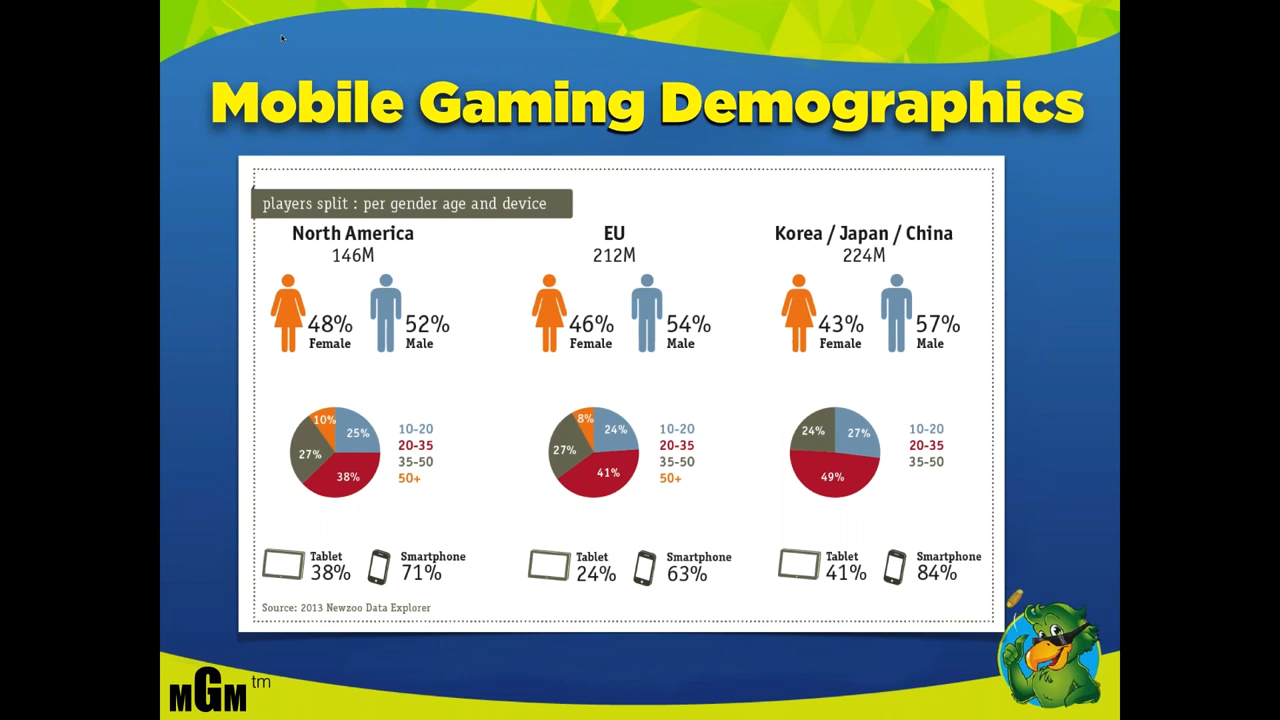 Mobile Gaming Demographics
players split : per gender age and device
North America
146M
48%
Female
52%
Male
10%
25%
27%
38%
10-20
20-35
35-50
50+
Tablet
38%
Smartphone
71%
EU
212M
46%
Female
54%
Male
8%
24%
27%
41%
10-20
20-35
35-50
50+
Tablet
24%
Smartphone
63%
Korea / Japan / China
224M
43%
Female
57%
Male
24%
27%
49%
10-20
20-35
35-50
Tablet
41%
Smartphone
84%
Source: 2013 Newzoo Data Explorer
MGM tm